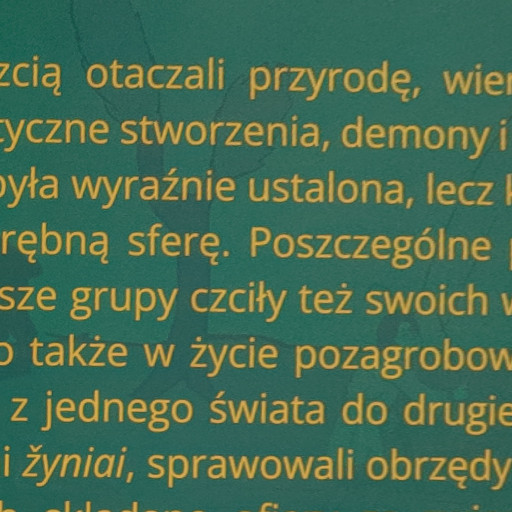 zcią otaczali przyrodę, wier
tyczne stworzenia, demony i
była wyraźnie ustalona, lecz
rębną sferę. Poszczególne
sze grupy czciły też swoich w
o także w życie pozagrobow
z jednego świata do drugie
i žyniai, sprawowali obrzędy